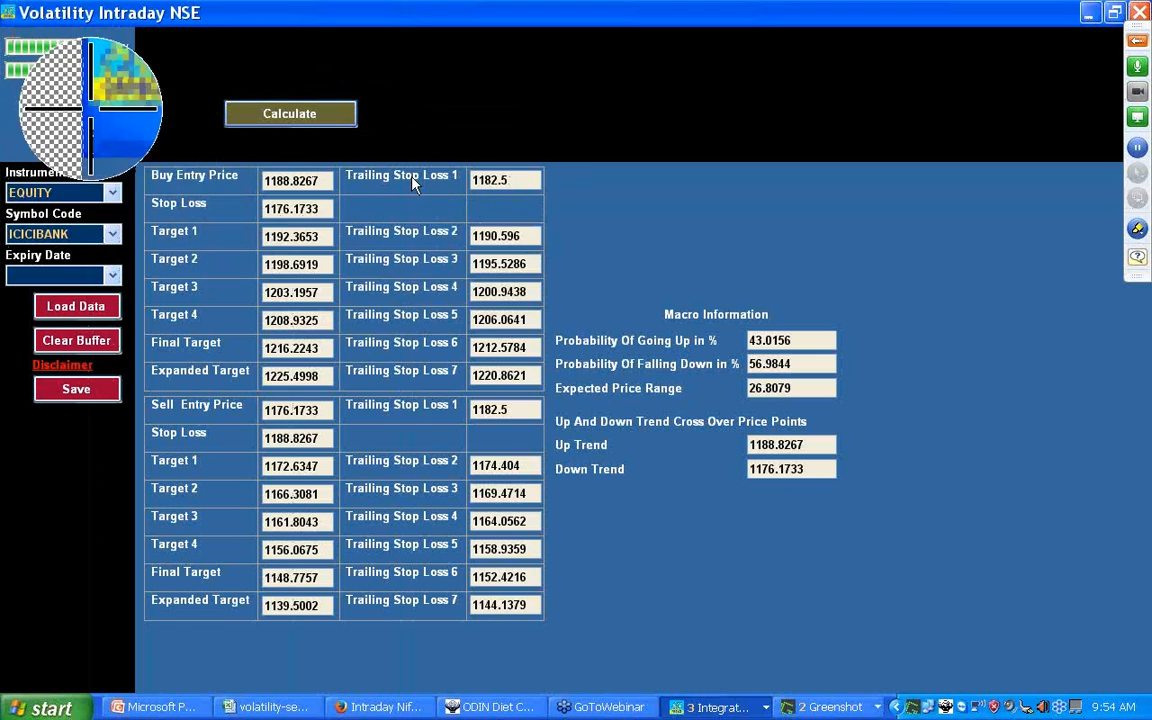 Volatility Intraday NSE
Calculate
Instrum
EQUITY
Symbol Code
ICICIBANK
Expiry Date
Load Data
Clear Buffer
Disclaimer
Save
Buy Entry Price 1188.8267 Trailing Stop Loss 1 1182.5
Stop Loss 1176.1733
Target 1 1192.3653 Trailing Stop Loss 2 1190.596
Target 2 1198.6919 Trailing Stop Loss 3 1195.5286
Target 3 1203.1957 Trailing Stop Loss 4 1200.9438
Target 4 1208.9325 Trailing Stop Loss 5 1206.0641
Final Target 1216.2243 Trailing Stop Loss 6 1212.5784
Expanded Target 1225.4998 Trailing Stop Loss 7 1220.8621
Sell Entry Price 1176.1733 Trailing Stop Loss 1 1182.5
Stop Loss 1188.8267
Target 1 1172.6347 Trailing Stop Loss 2 1174.404
Target 2 1166.3081 Trailing Stop Loss 3 1169.4714
Target 3 1161.8043 Trailing Stop Loss 4 1164.0562
Target 4 1156.0675 Trailing Stop Loss 5 1158.9359
Final Target 1148.7757 Trailing Stop Loss 6 1152.4216
Expanded Target 1139.5002 Trailing Stop Loss 7 1144.1379
Macro Information
Probability Of Going Up in % 43.0156
Probability Of Falling Down in % 56.9844
Expected Price Range 26.8079
Up And Down Trend Cross Over Price Points
Up Trend 1188.8267
Down Trend 1176.1733
start Microsoft P... volatility-se... Intraday Nif... ODIN Diet C... GoToWebinar 3 Integrat... 2 Greenshot 9:54 AM